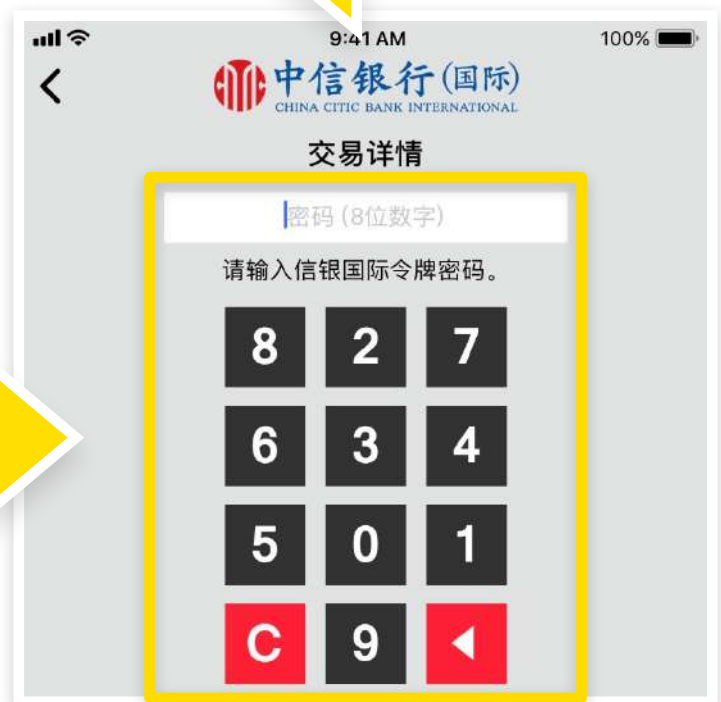 9:41 AM
100%
中信银行(国际)
CHINA CITIC BANK INTERNATIONAL
交易详情
密码 (8位数字)
请输入信银国际令牌密码。
8 2 7
6 3 4
5 0 1
C 9